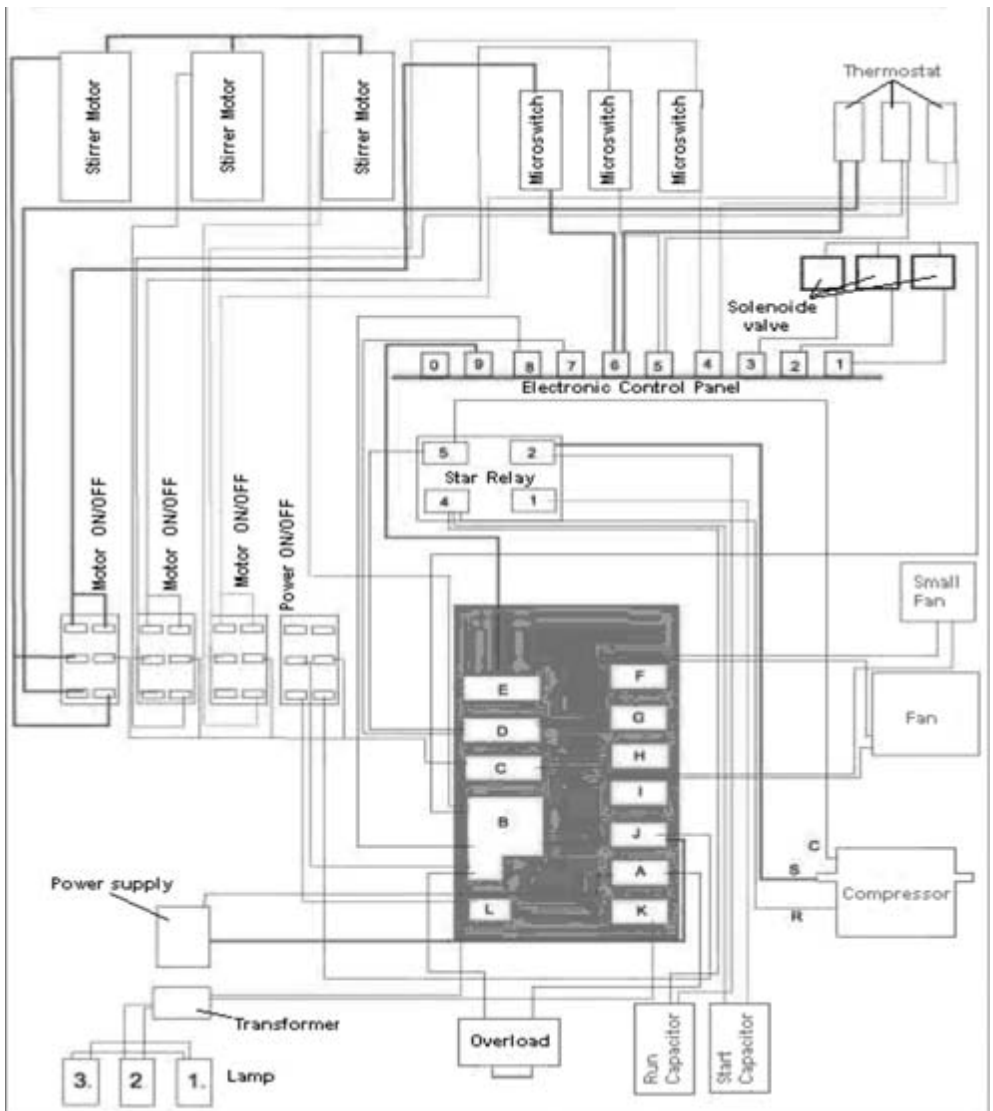 Stirrer Motor
Stirrer Motor
Stirrer Motor
Microswitch
Microswitch
Microswitch
Thermostat
Solenoide
valve
0 9 8 7 6 5 4 3 2 1
Electronic Control Panel
5 2
Star Relay
4 1
Motor ON/OFF
Motor ON/OFF
Motor ON/OFF
Power ON/OFF
Small
Fan
Fan
E
D
C
B
L
F
G
H
I
J
A
K
C
S
R
Compressor
Power supply
Transformer
3. 2 1.
Lamp
Overload
Run
Capacitor
Start
Capacitor